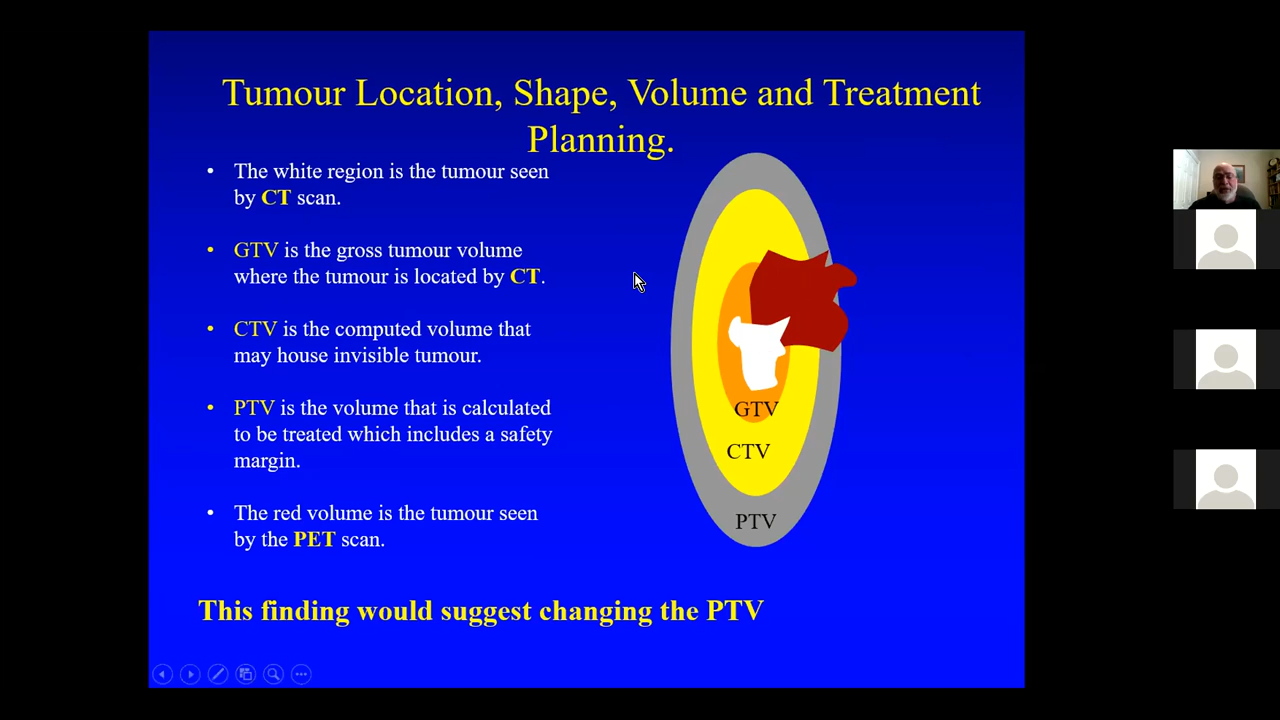 Tumour Location, Shape, Volume and Treatment
Planning.
• The white region is the tumour seen
by CT scan.
• GTV is the gross tumour volume
where the tumour is located by CT.
• CTV is the computed volume that
may house invisible tumour.
• PTV is the volume that is calculated
to be treated which includes a safety
margin.
• The red volume is the tumour seen
by the PET scan.
GTV
CTV
PTV
This finding would suggest changing the PTV